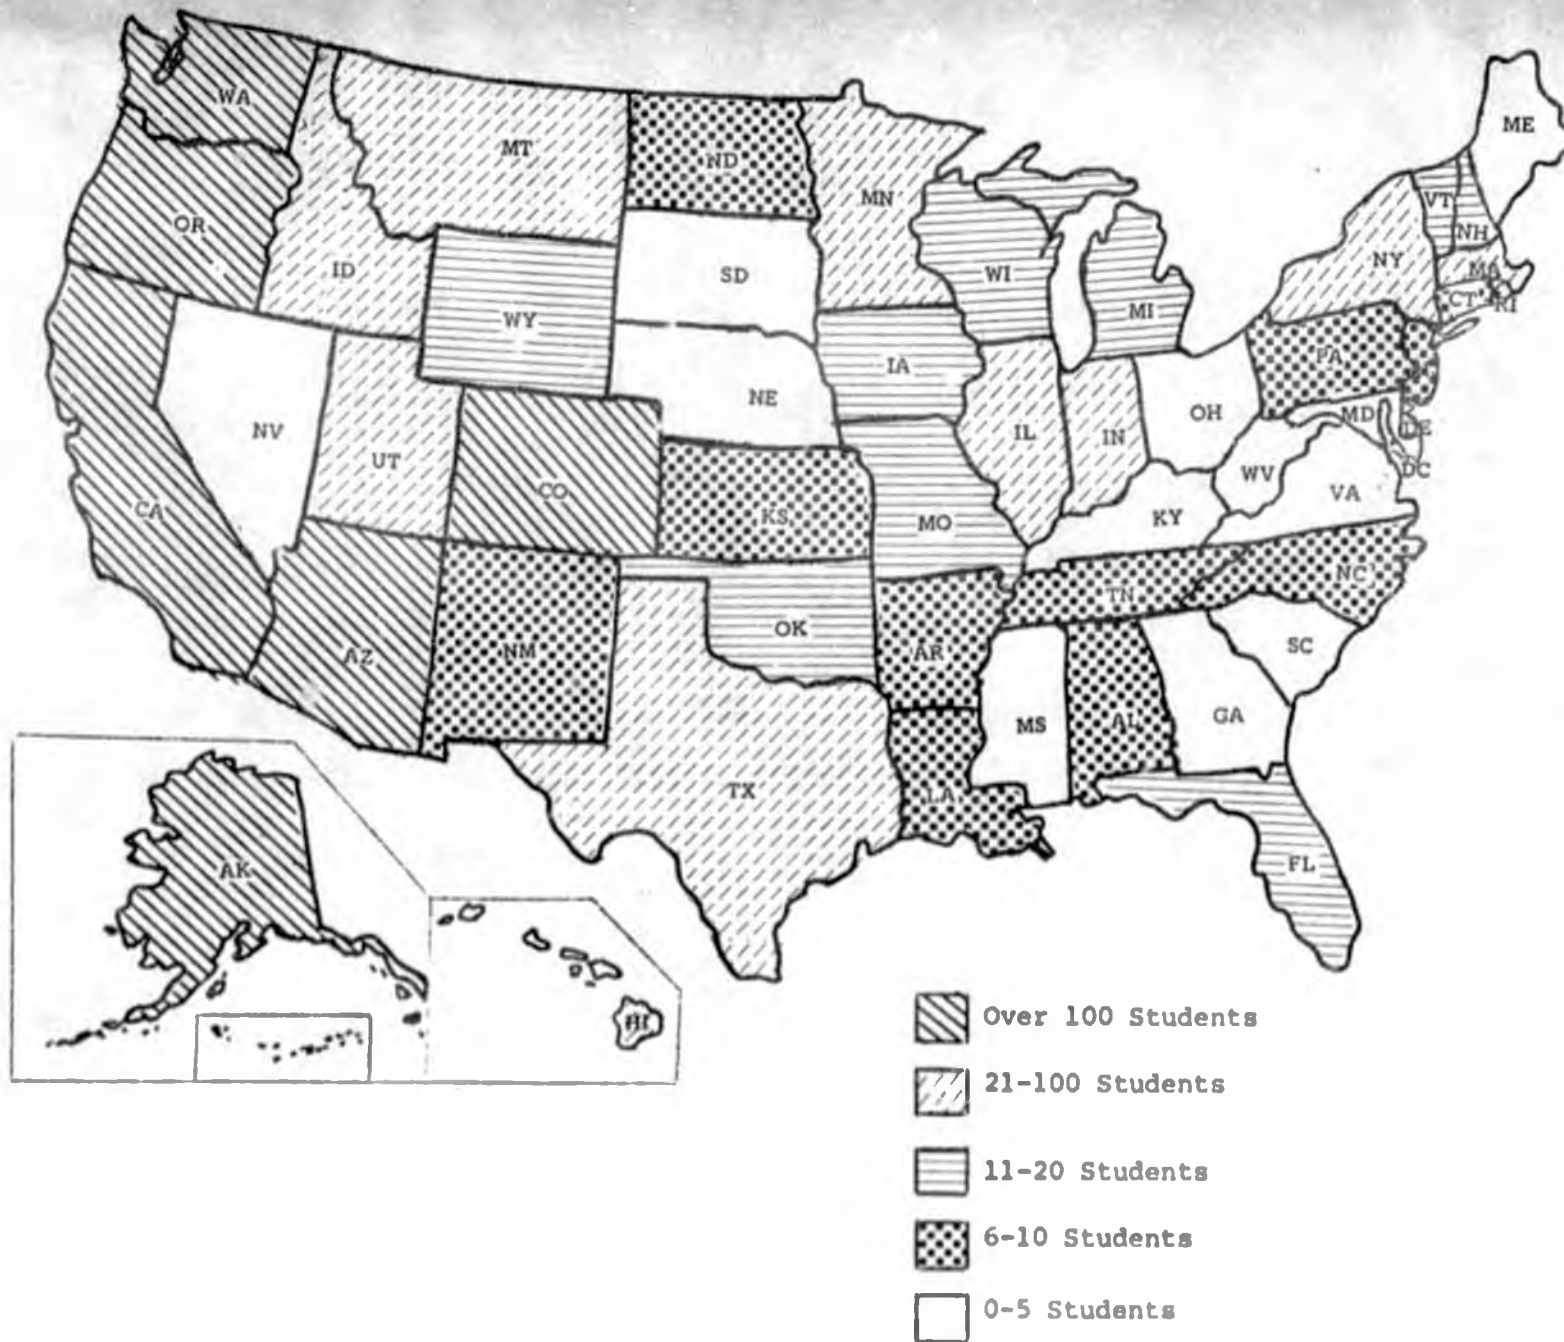 WA
MT
ND
MN
ME
OR
ID
SD
WI
MI
NY
VT
NH
MA
CT
RI
WY
IA
PA
NV
UT
NE
IL
IN
OH
MD
DE
DC
WV
VA
CA
CO
KS
MO
KY
NC
TN
AZ
NM
OK
AR
SC
MS
AL
GA
TX
LA
FL
AK
HI
Over 100 Students
21-100 Students
11-20 Students
6-10 Students
0-5 Students